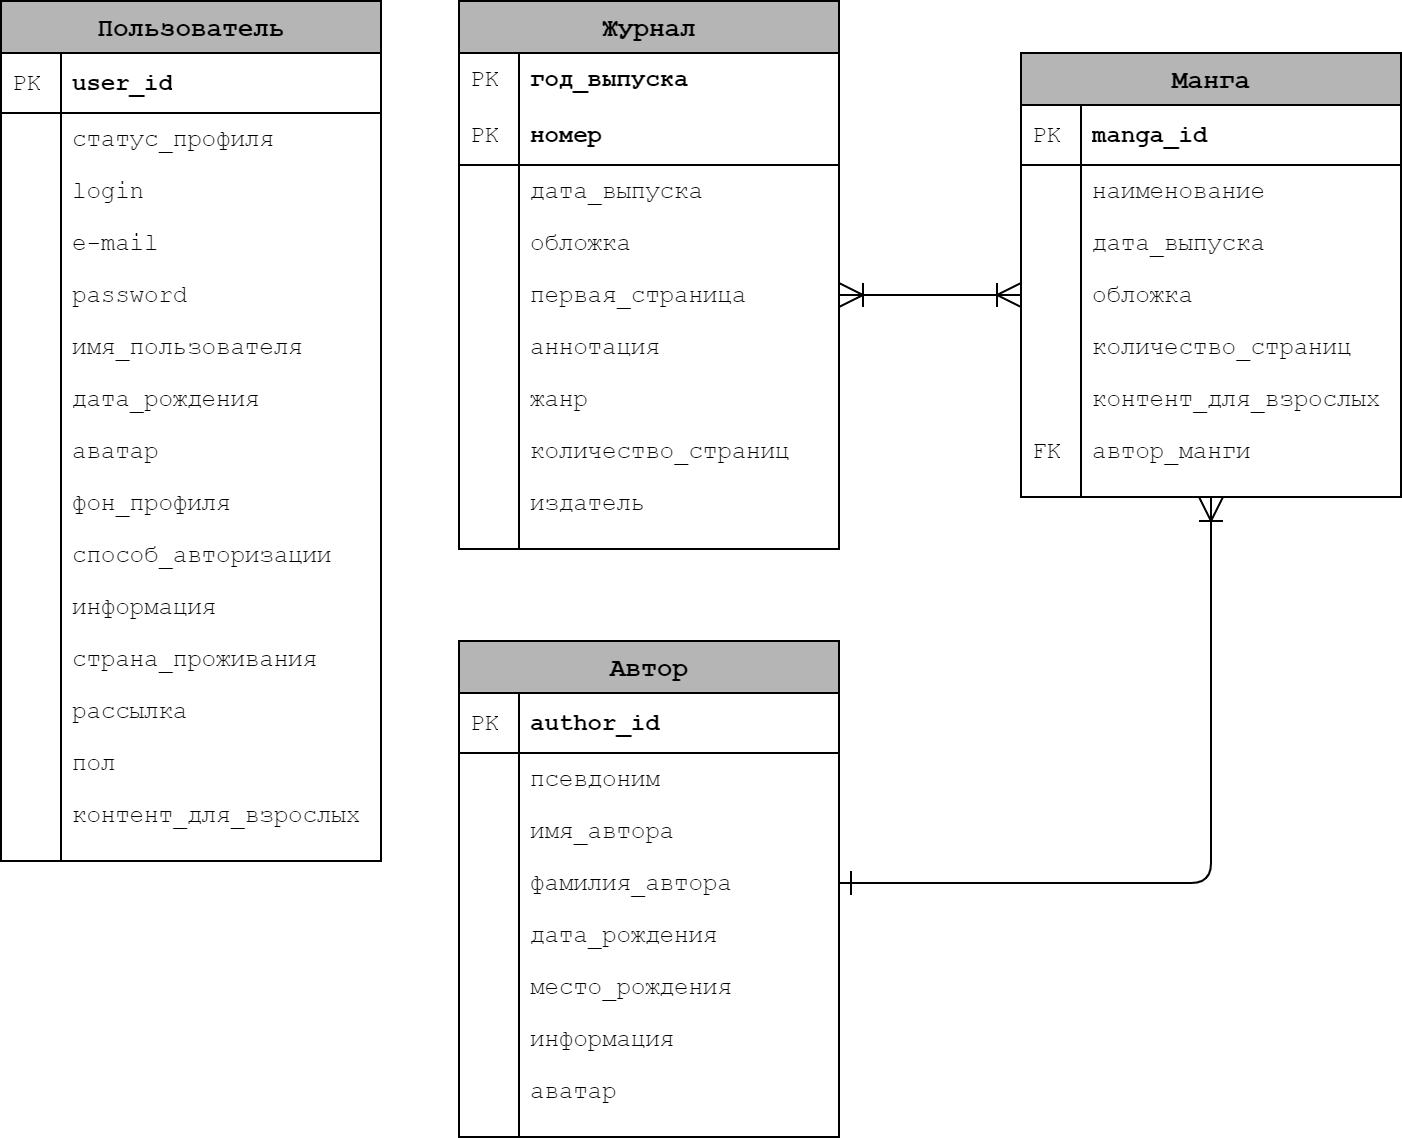 Пользователь
PK user_id
статус_профиля
login
e-mail
password
имя_пользователя
дата_рождения
аватар
фон_профиля
способ_авторизации
информация
страна_проживания
рассылка
пол
контент_для_взрослых
Журнал
PK год_выпуска
PK номер
дата_выпуска
обложка
первая_страница
аннотация
жанр
количество_страниц
издатель
Манга
PK manga_id
наименование
дата_выпуска
обложка
количество_страниц
контент_для_взрослых
FK автор_манги
Автор
PK author_id
псевдоним
имя_автора
фамилия_автора
дата_рождения
место_рождения
информация
аватар